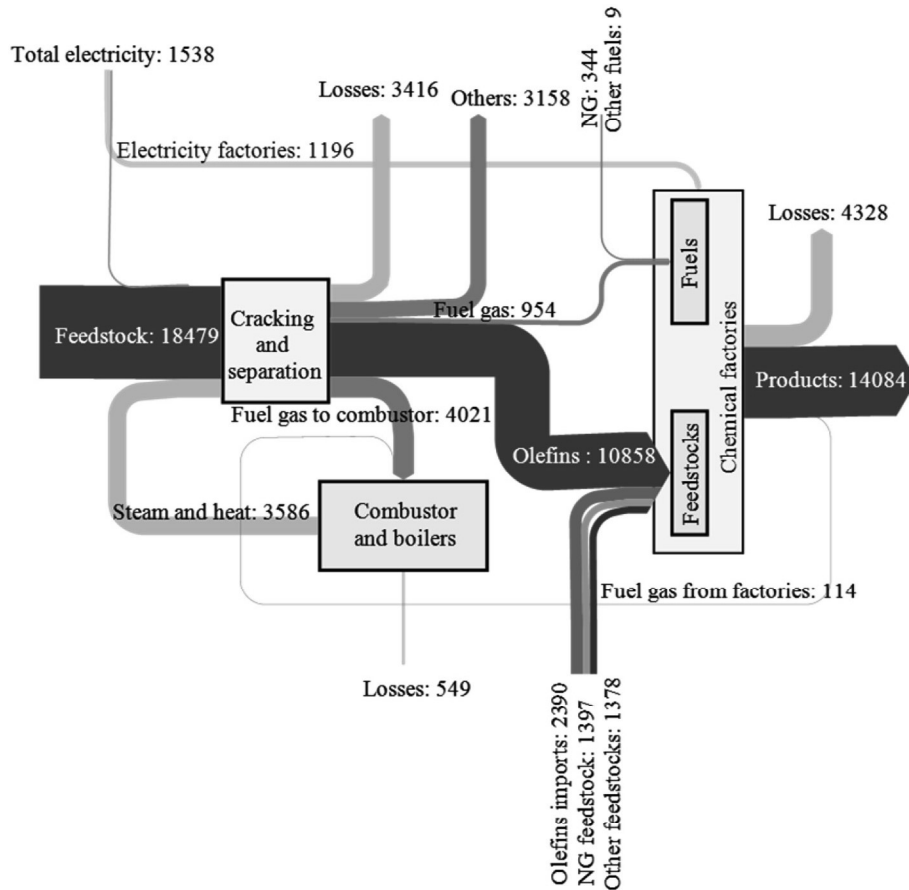 Total electricity: 1538
Losses: 3416
Others: 3158
NG: 344
Other fuels: 9
Electricity factories: 1196
Losses: 4328
Fuels
Feedstock: 18479
Cracking
and
separation
Fuel gas: 954
Chemical factories
Products: 14084
Fuel gas to combustor: 4021
Olefins : 10858
Feedstocks
Steam and heat: 3586
Combustor
and boilers
Fuel gas from factories: 114
Losses: 549
Olefins imports: 2390
NG feedstock: 1397
Other feedstocks: 1378